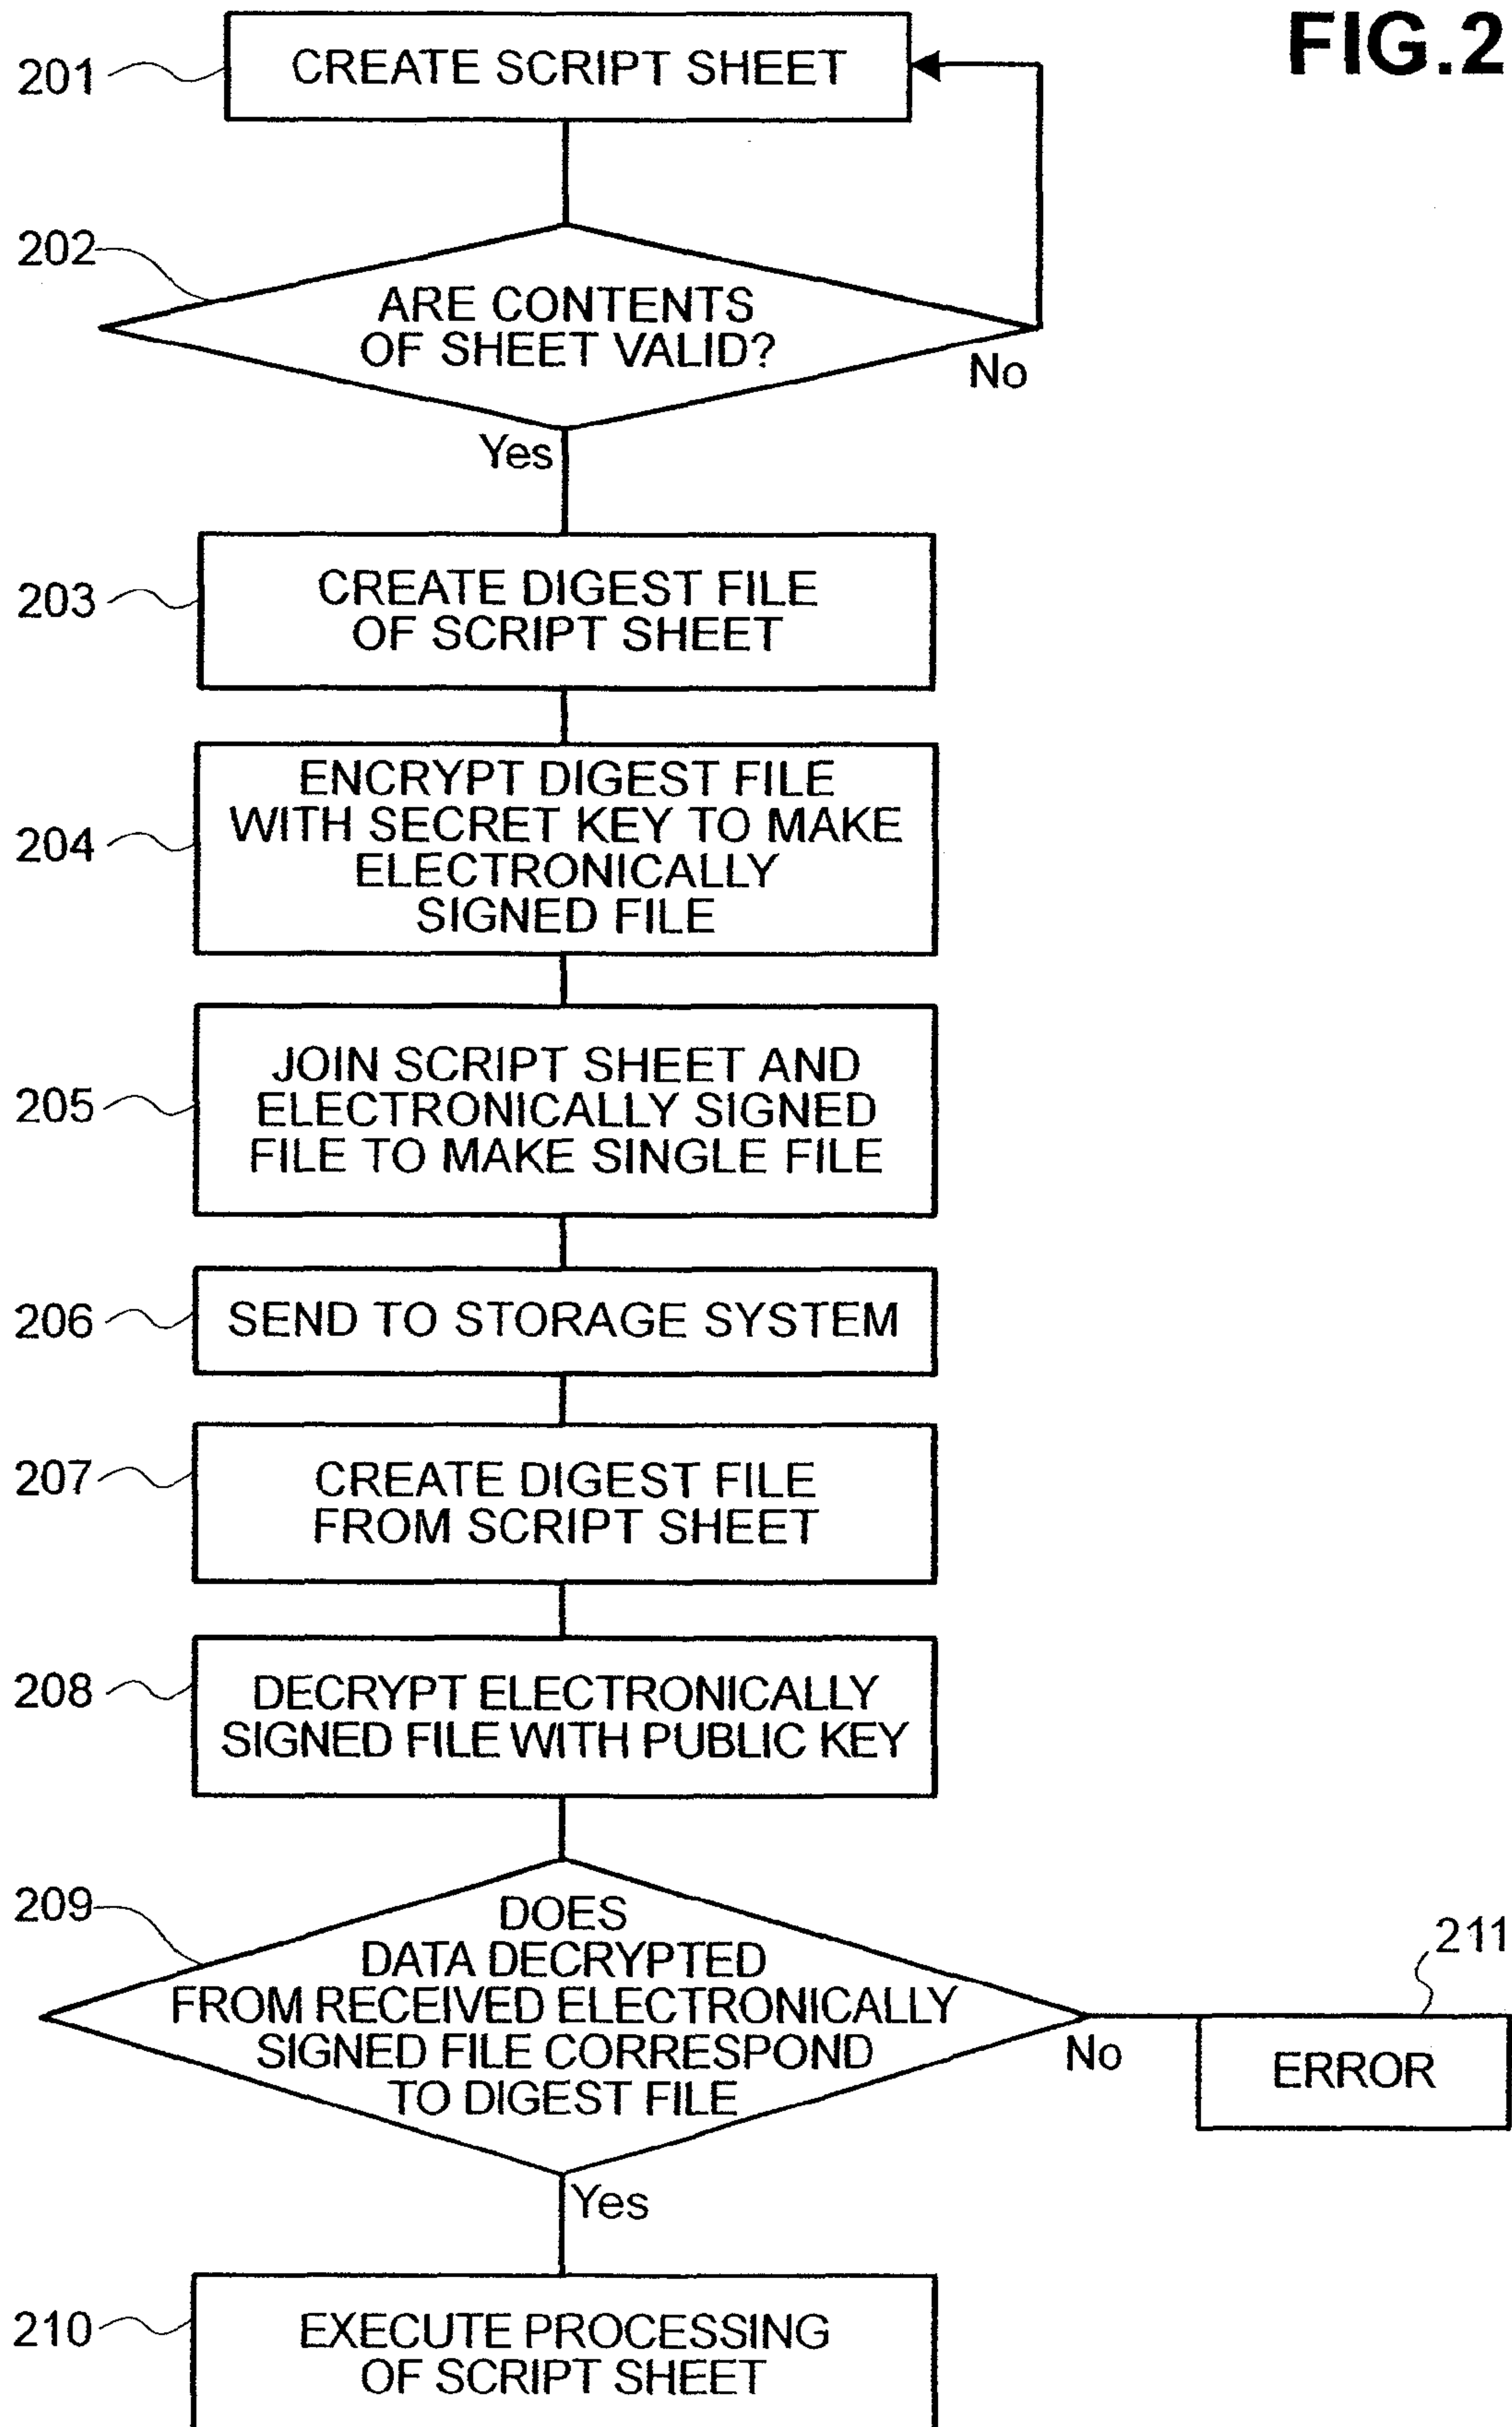 FIG.2
201
CREATE SCRIPT SHEET
202
ARE CONTENTS
OF SHEET VALID?
No
Yes
203
CREATE DIGEST FILE
OF SCRIPT SHEET
204
ENCRYPT DIGEST FILE
WITH SECRET KEY TO MAKE
ELECTRONICALLY
SIGNED FILE
205
JOIN SCRIPT SHEET AND
ELECTRONICALLY SIGNED
FILE TO MAKE SINGLE FILE
206
SEND TO STORAGE SYSTEM
207
CREATE DIGEST FILE
FROM SCRIPT SHEET
208
DECRYPT ELECTRONICALLY
SIGNED FILE WITH PUBLIC KEY
209
DOES
DATA DECRYPTED
FROM RECEIVED ELECTRONICALLY
SIGNED FILE CORRESPOND
TO DIGEST FILE
No
211
ERROR
Yes
210
EXECUTE PROCESSING
OF SCRIPT SHEET